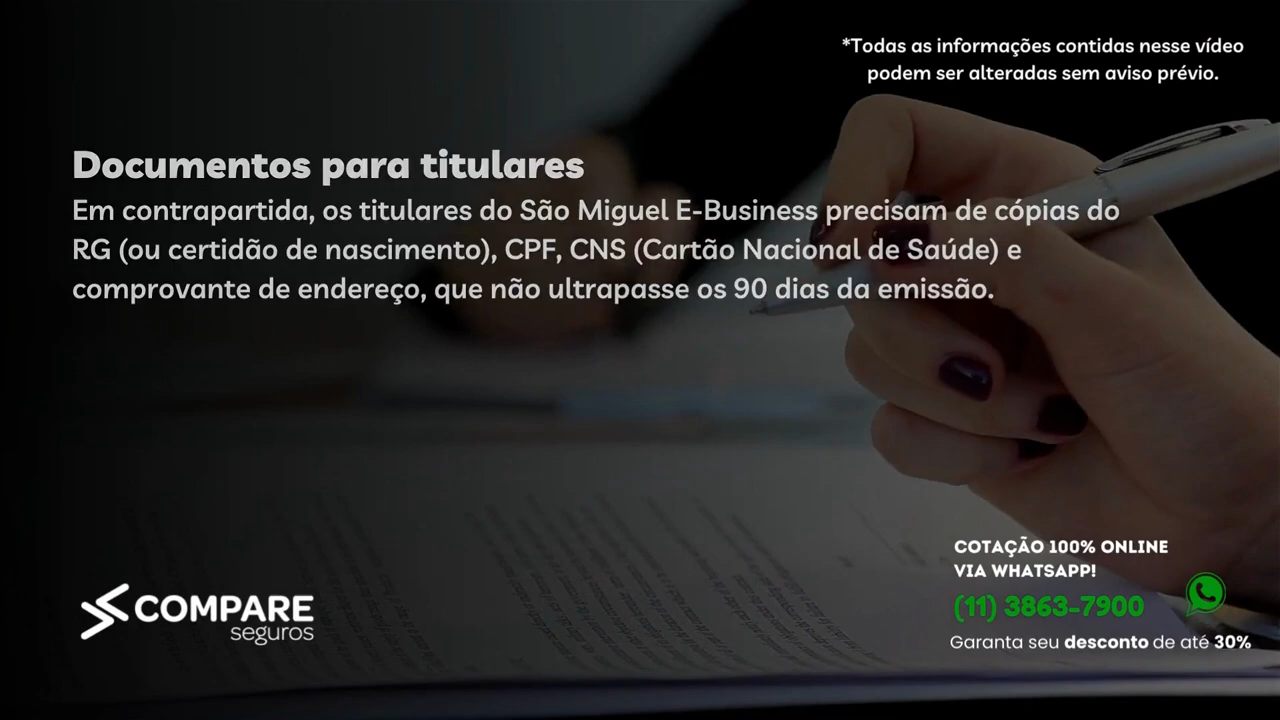 *Todas as informações contidas nesse vídeo
podem ser alteradas sem aviso prévio.
Documentos para titulares
Em contrapartida, os titulares do São Miguel E-Business precisam de cópias do
RG (ou certidão de nascimento), CPF, CNS (Cartão Nacional de Saúde) e
comprovante de endereço, que não ultrapasse os 90 dias da emissão.
COTAÇÃO 100% ONLINE
VIA WHATSAPP!
(11) 3863-7900
Garanta seu desconto de até 30%
COMPARE
seguros